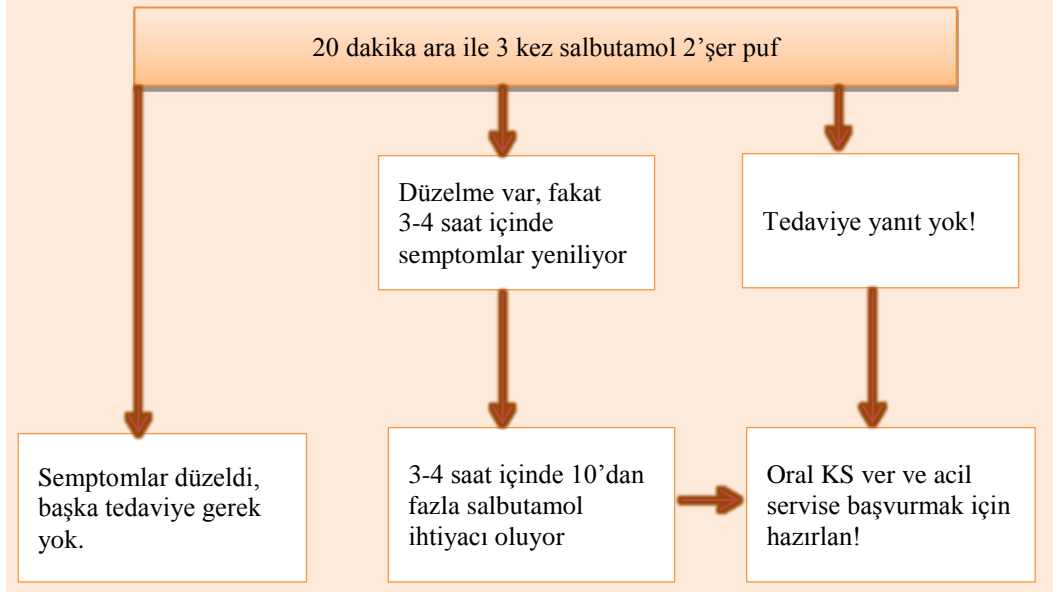 20 dakika ara ile 3 kez salbutamol 2’şer puf
Düzelme var, fakat
3-4 saat içinde
semptomlar yeniliyor
Tedaviye yanıt yok!
Semptomlar düzeldi,
başka tedaviye gerek
yok.
3-4 saat içinde 10’dan
fazla salbutamol
ihtiyacı oluyor
Oral KS ver ve acil
servise başvurmak için
hazırlan!